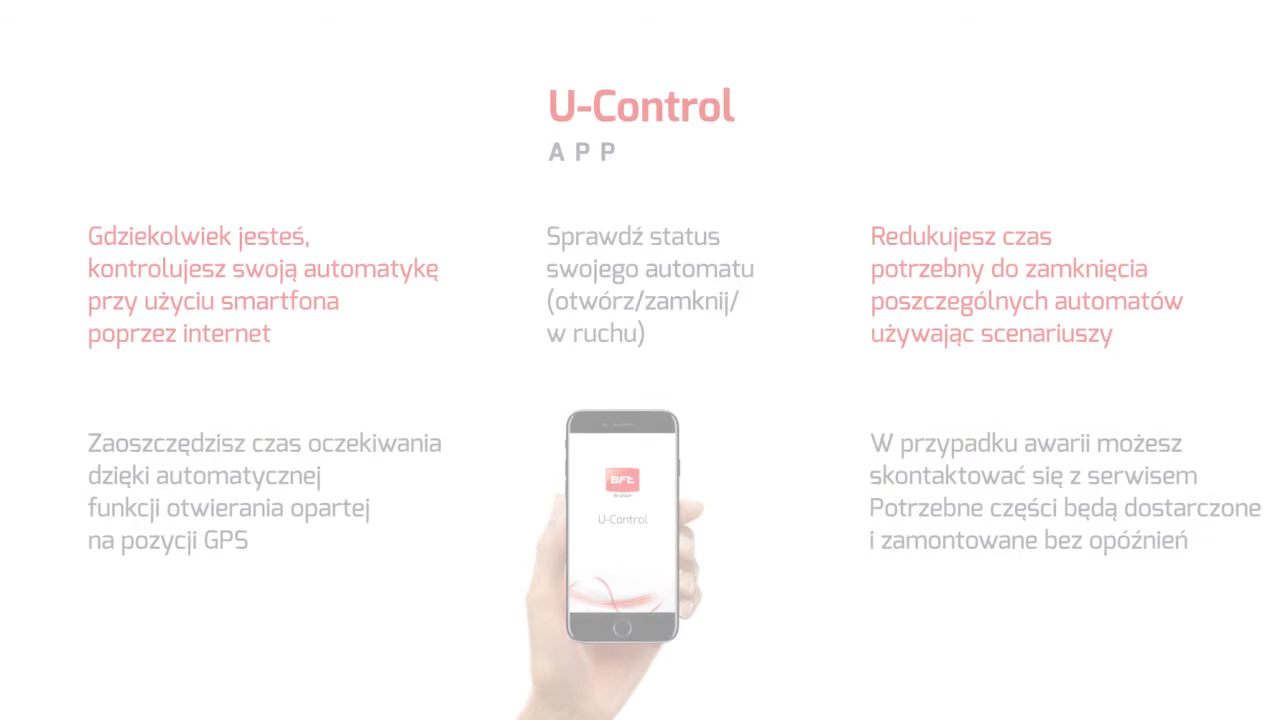 U-Control
APP
Gdziekolwiek jesteś,
kontrolujesz swoją automatykę
przy użyciu smartfona
poprzez internet
Sprawdź status
swojego automatu
(otwórz/zamknij/
w ruchu)
Redukujesz czas
potrzebny do zamknięcia
poszczególnych automatów
używając scenariuszy
Zaoszczędzisz czas oczekiwania
dzięki automatycznej
funkcji otwierania opartej
na pozycji GPS
BFT
U-Control
W przypadku awarii możesz
skontaktować się z serwisem
Potrzebne części będą dostarczone
i zamontowane bez opóźnień